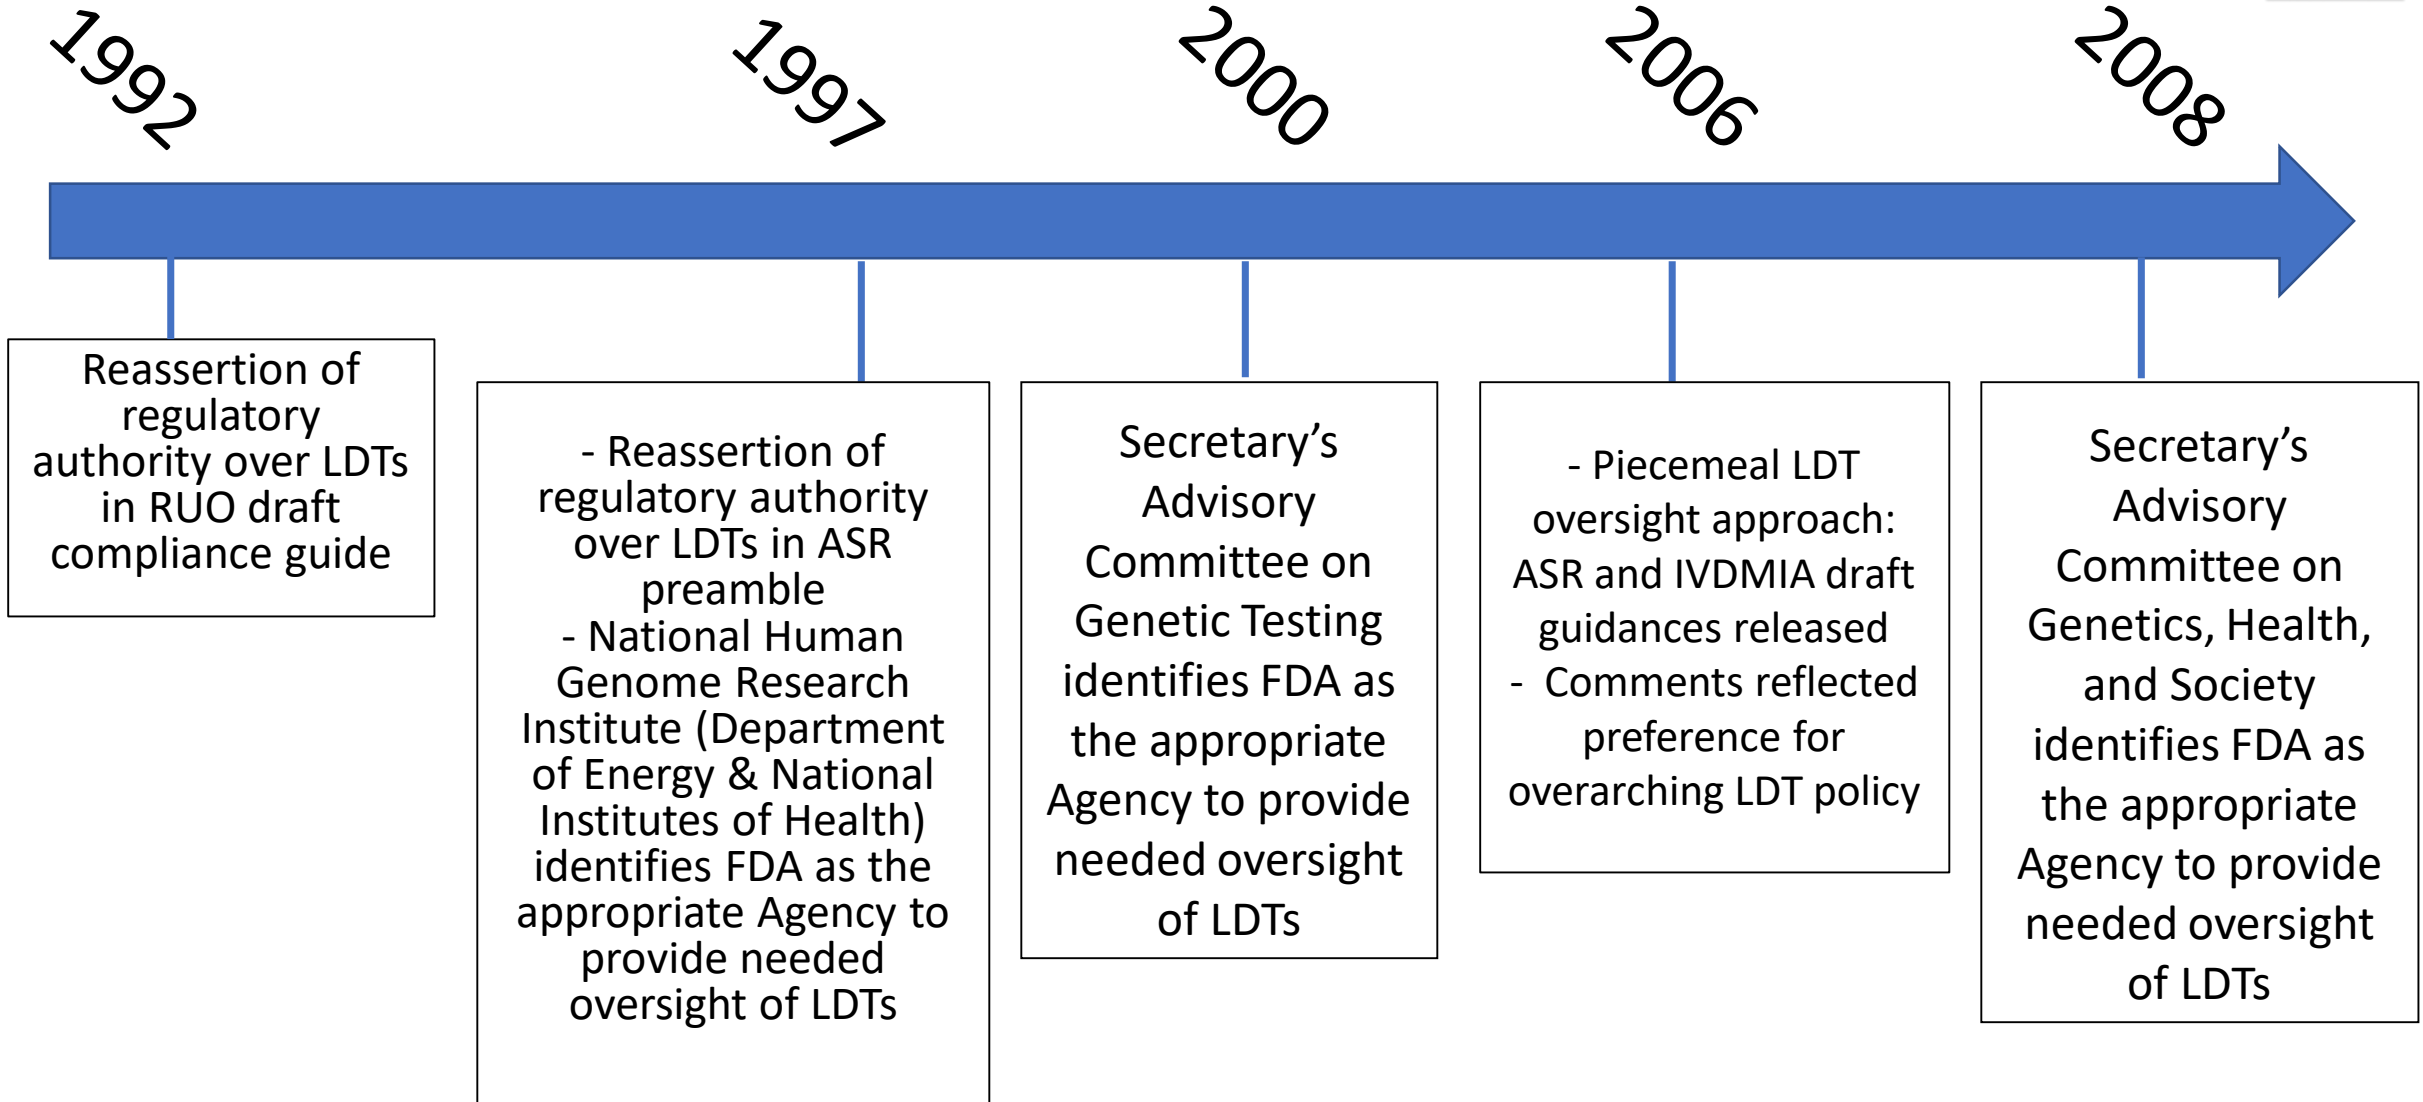 1992
1997
2000
2006
2008
Reassertion of
regulatory
authority over LDTs
in RUO draft
compliance guide
- Reassertion of
regulatory authority
over LDTs in ASR
preamble
- National Human
Genome Research
Institute (Department
of Energy & National
Institutes of Health)
identifies FDA as the
appropriate Agency to
provide needed
oversight of LDTs
Secretary’s
Advisory
Committee on
Genetic Testing
identifies FDA as
the appropriate
Agency to provide
needed oversight
of LDTs
- Piecemeal LDT
oversight approach:
ASR and IVDMIA draft
guidances released
- Comments reflected
preference for
overarching LDT policy
Secretary’s
Advisory
Committee on
Genetics, Health,
and Society
identifies FDA as
the appropriate
Agency to provide
needed oversight
of LDTs